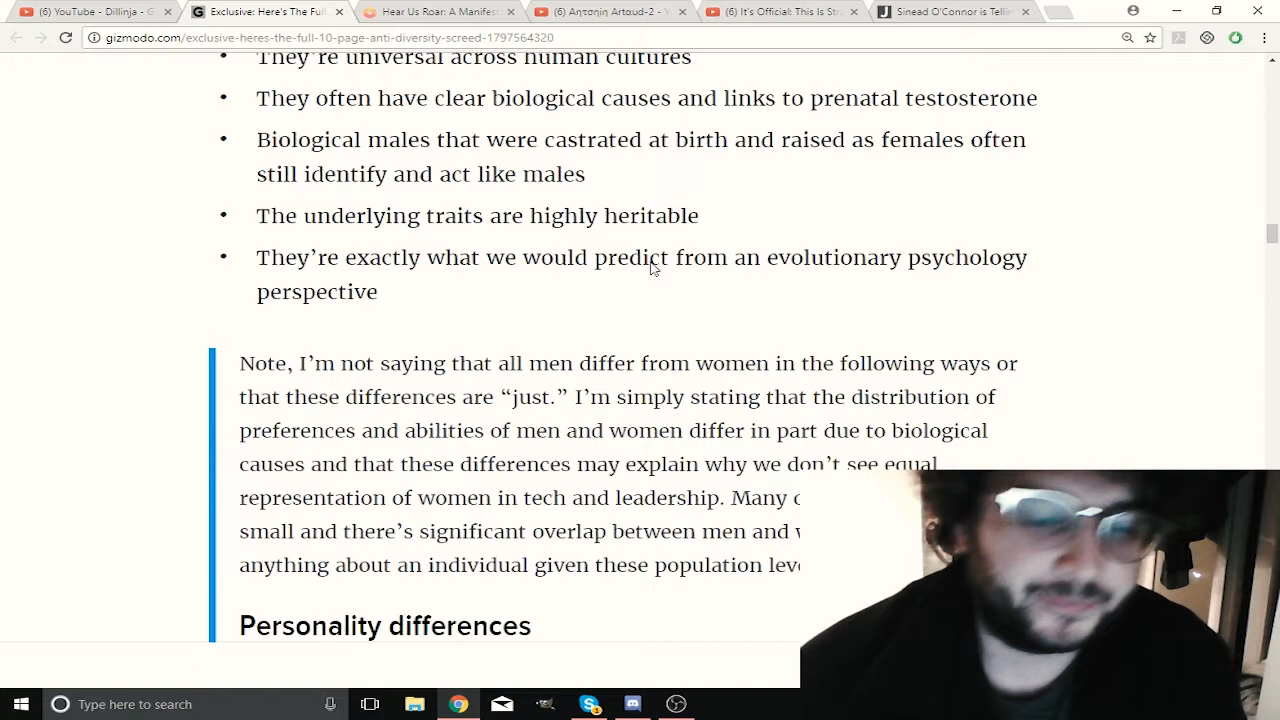 (6) YouTube - Dillinja - G
Exclusive: Here's The Full
Hear Us Roar: A Manifest
(6) It's Official: This Is Stra
Sinead O'Connor is Tellin
gizmodo.com/exclusive-heres-the-full-10-page-anti-diversity-screed-1797564320
They're universal across human cultures
They often have clear biological causes and links to prenatal testosterone
Biological males that were castrated at birth and raised as females often
still identify and act like males
The underlying traits are highly heritable
They're exactly what we would predict from an evolutionary psychology
perspective
Note, I'm not saying that all men differ from women in the following ways or
that these differences are “just.” I'm simply stating that the distribution of
preferences and abilities of men and women differ in part due to biological
causes and that these differences may explain why we don't see equal
representation of women in tech and leadership. Many
small and there's significant overlap between men and
anything about an individual given these population
Personality differences
Type here to search